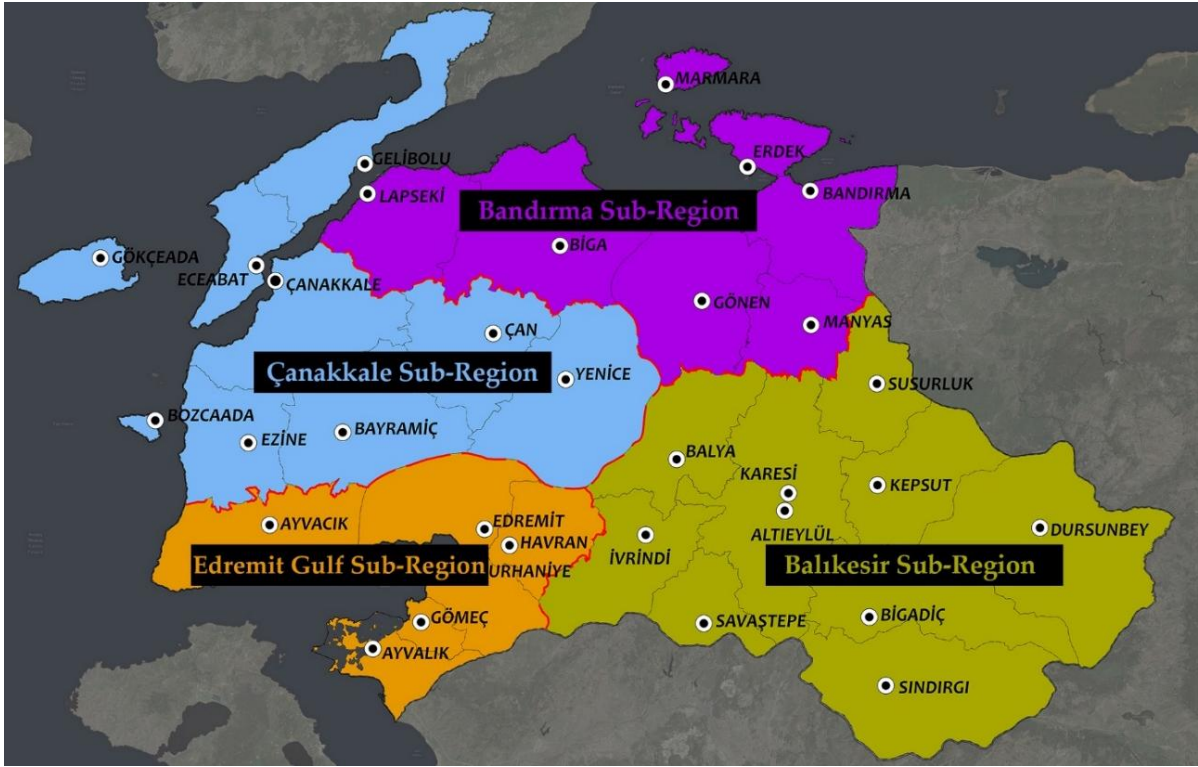 MARMARA
GELİBOLU
ERDEK
LAPSEKİ
BANDIRMA
Bandırma Sub-Region
BİGA
GÖKÇEADA
ECEABAT
ÇANAKKALE
GÖNEN
MANYAS
ÇAN
Çanakkale Sub-Region
YENİCE
SUSURLUK
BOZCAADA
EZİNE
BAYRAMİÇ
BALYA
KARESİ
KEPSUT
AYVACIK
EDREMİT
ALTIEYLÜL
DURSUNBEY
HAVRAN
İVRİNDİ
Edremit Gulf Sub-Region
URHANİYE
Balıkesir Sub-Region
GÖMEÇ
SAVAŞTEPE
BİGADİÇ
AYVALIK
SINDIRGI